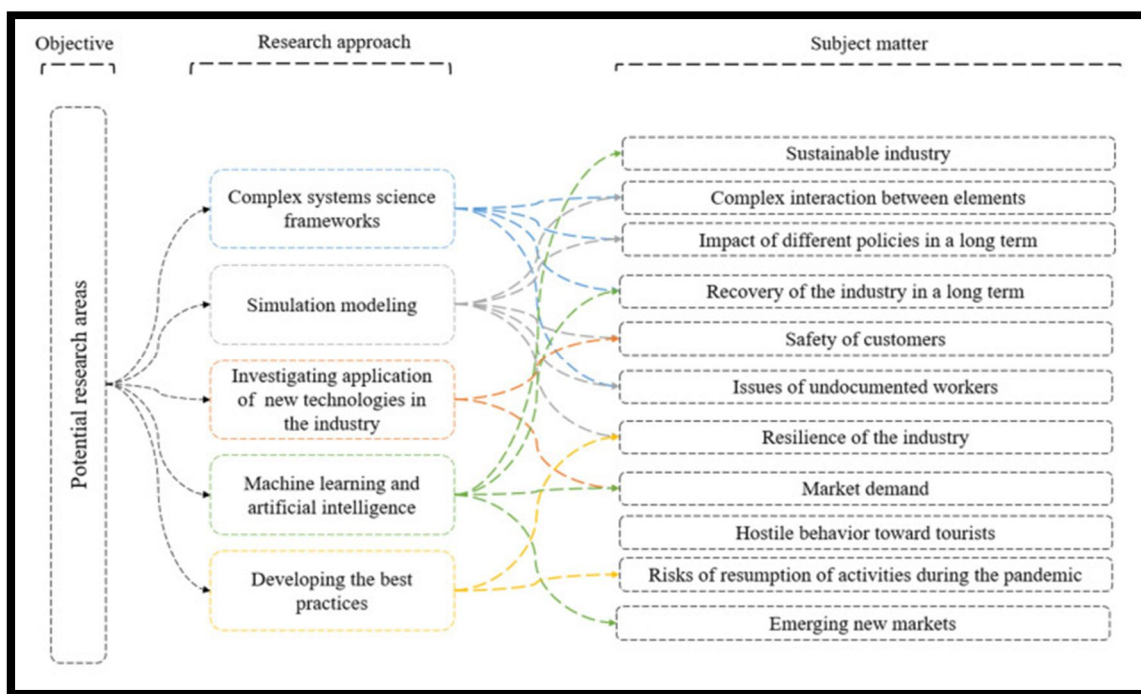 Objective
Research approach
Subject matter
Potential research areas
Complex systems science
frameworks
Simulation modeling
Investigating application
of new technologies in
the industry
Machine learning and
artificial intelligence
Developing the best
practices
Sustainable industry
Complex interaction between elements
Impact of different policies in a long term
Recovery of the industry in a long term
Safety of customers
Issues of undocumented workers
Resilience of the industry
Market demand
Hostile behavior toward tourists
Risks of resumption of activities during the pandemic
Emerging new markets